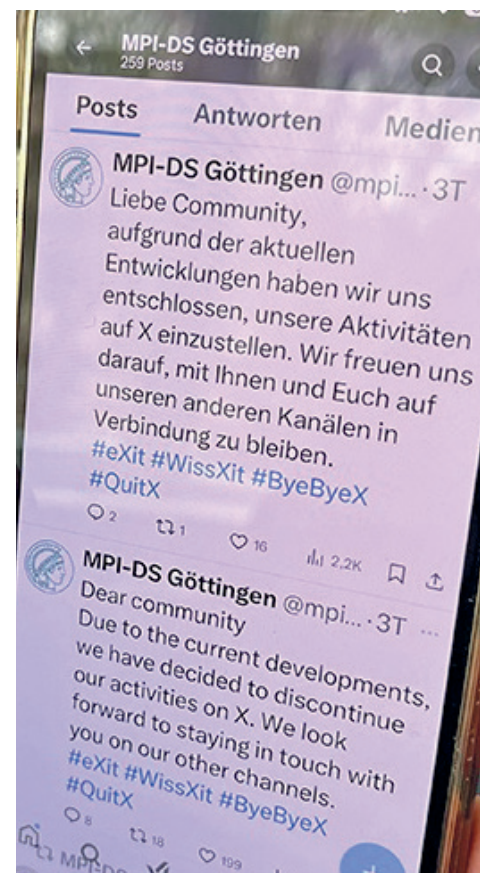 MPI-DS Göttingen
259 Posts
Posts Antworten Medien
MPI-DS Göttingen @mpi... · 3T
Liebe Community,
aufgrund der aktuellen
Entwicklungen haben wir uns
entschlossen, unsere Aktivitäten
auf X einzustellen. Wir freuen uns
darauf, mit Ihnen und Euch auf
unseren anderen Kanälen in
Verbindung zu bleiben.
#eXit #WissXit #ByeByeX
#QuitX
2 1 16 2,2K
MPI-DS Göttingen @mpi... · 3T ...
Dear community
Due to the current developments,
we have decided to discontinue
our activities on X. We look
forward to staying in touch with
you on our other channels.
#eXit #WissXit #ByeByeX
#QuitX
8 18 199